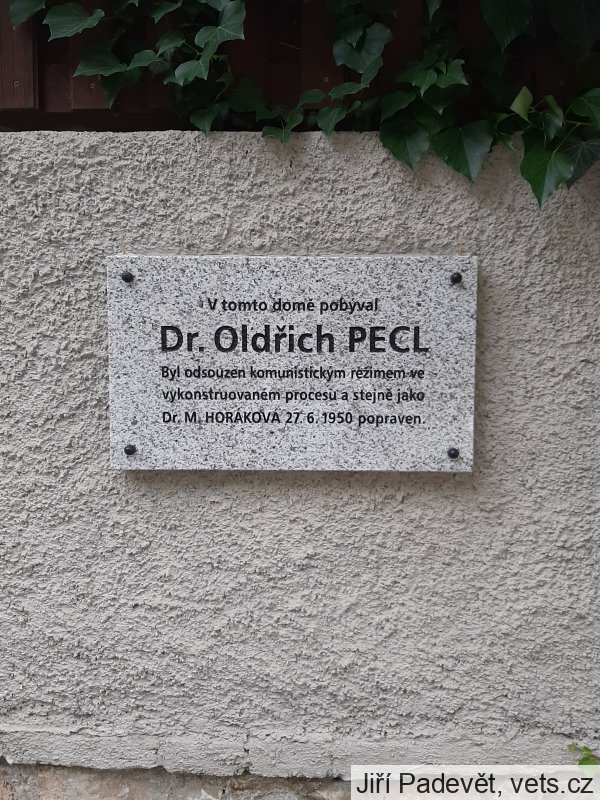 V tomto domě pobýval
Dr. Oldřich PECL
Byl odsouzen komunistickým režimem ve
vykonstruovaném procesu a stejně jako
Dr. M. HORÁKOVÁ 27. 6. 1950 popraven.
Jiří Padevět, vets.cz